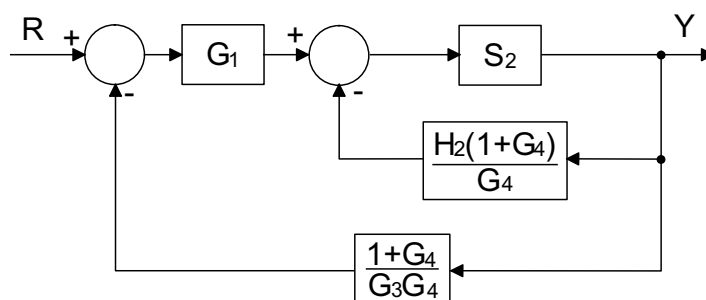 R + - G₁ + - S₂ Y
H₂(1+G₄)
G₄
1+G₄
G₃G₄